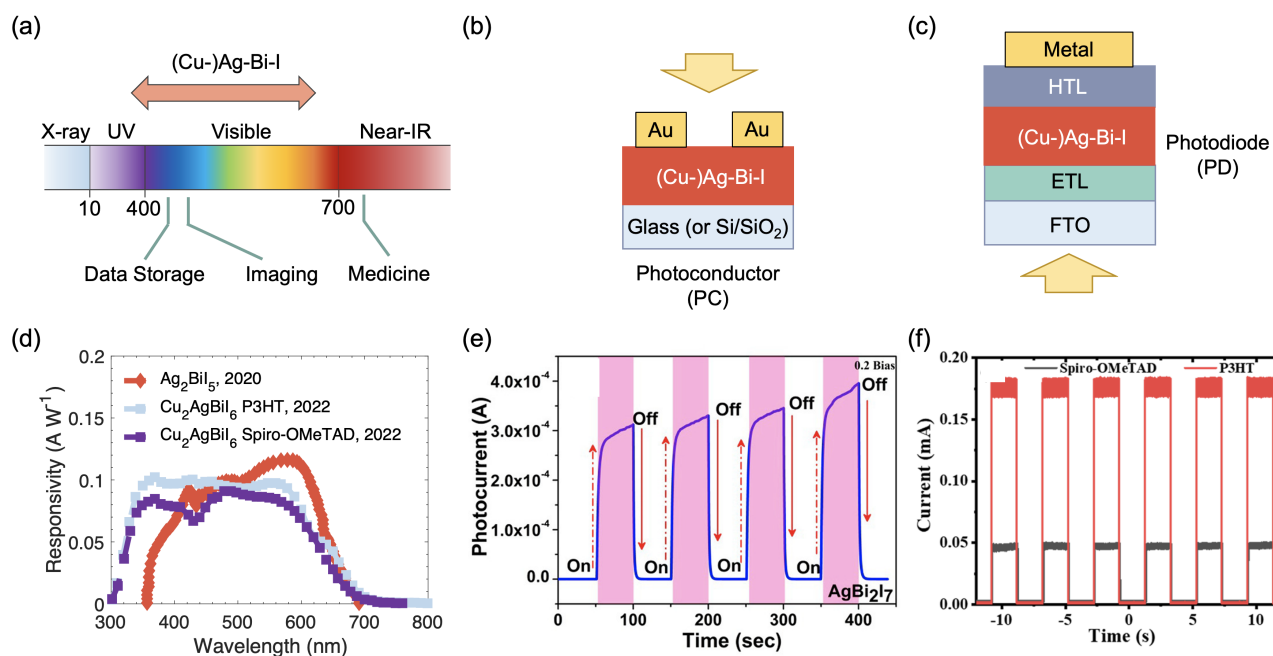 (a)
(Cu-)Ag-Bi-I
X-ray UV Visible Near-IR
10 400 700
Data Storage Imaging Medicine
(b)
Au Au
(Cu-)Ag-Bi-I
Glass (or Si/SiO₂)
Photoconductor
(PC)
(c)
Metal
HTL
(Cu-)Ag-Bi-I
ETL
FTO
Photodiode
(PD)
(d)
Responsivity (A W⁻¹)
0.2
0.15
0.1
0.05
0
Ag₂BiI₅, 2020
Cu₂AgBiI₆ P3HT, 2022
Cu₂AgBiI₆ Spiro-OMeTAD, 2022
300 400 500 600 700 800
Wavelength (nm)
(e)
Photocurrent (A)
4.0x10⁻⁴
3.0x10⁻⁴
2.0x10⁻⁴
1.0x10⁻⁴
0.0
0.2 Bias
Off Off Off Off
On On On On
AgBi₂I₇
0 100 200 300 400
Time (sec)
(f)
Current (mA)
0.20
0.15
0.10
0.05
0.00
Spiro-OMeTAD P3HT
-10 -5 0 5 10
Time (s)